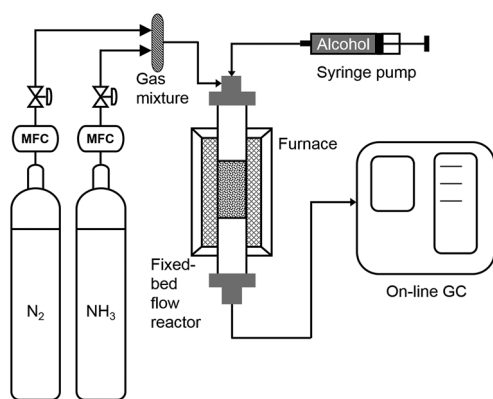 Alcohol
Gas
mixture
Syringe pump
MFC
MFC
Furnace
Fixed-
bed
flow
reactor
On-line GC
N₂
NH₃